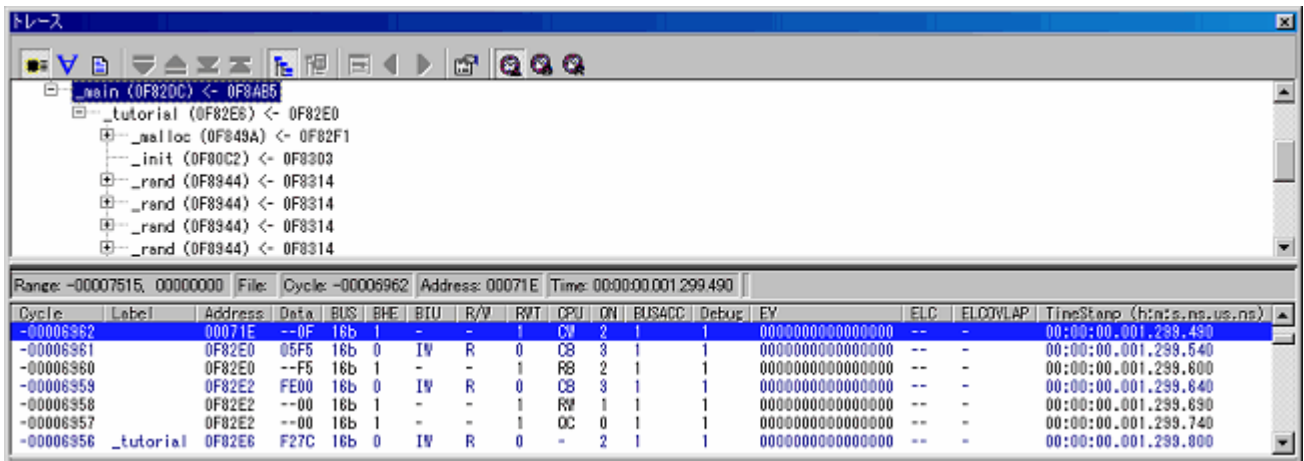 トレース
_main (0F82DC) <- 0F8AB5
_tutorial (0F82E6) <- 0F82E0
_malloc (0F849A) <- 0F82F1
_init (0F80C2) <- 0F8303
_rand (0F8944) <- 0F8314
_rand (0F8944) <- 0F8314
_rand (0F8944) <- 0F8314
_rand (0F8944) <- 0F8314
Range: -00007515, 00000000 File: Cycle: -00006962 Address: 00071E Time: 00:00:00.001.299.490
Cycle Label Address Data BUS BHE BIU R/W RWT CPU QN BUSACC Debug EV ELC ELCOVLAP TimeStamp (h:m:s.ms.us.ns)
-00006962 00071E --0F 16b 1 - - 1 CW 2 1 1 0000000000000000 -- - 00:00:00.001.299.490
-00006961 0F82E0 05F5 16b 0 IW R 0 CB 3 1 1 0000000000000000 -- - 00:00:00.001.299.540
-00006960 0F82E0 --F5 16b 1 - - 1 RB 2 1 1 0000000000000000 -- - 00:00:00.001.299.600
-00006959 0F82E2 FE00 16b 0 IW R 0 CB 3 1 1 0000000000000000 -- - 00:00:00.001.299.640
-00006958 0F82E2 --00 16b 1 - - 1 RW 1 1 1 0000000000000000 -- - 00:00:00.001.299.690
-00006957 0F82E2 --00 16b 1 - - 1 QC 0 1 1 0000000000000000 -- - 00:00:00.001.299.740
-00006956 _tutorial 0F82E6 F27C 16b 0 IW R 0 - 2 1 1 0000000000000000 -- - 00:00:00.001.299.800